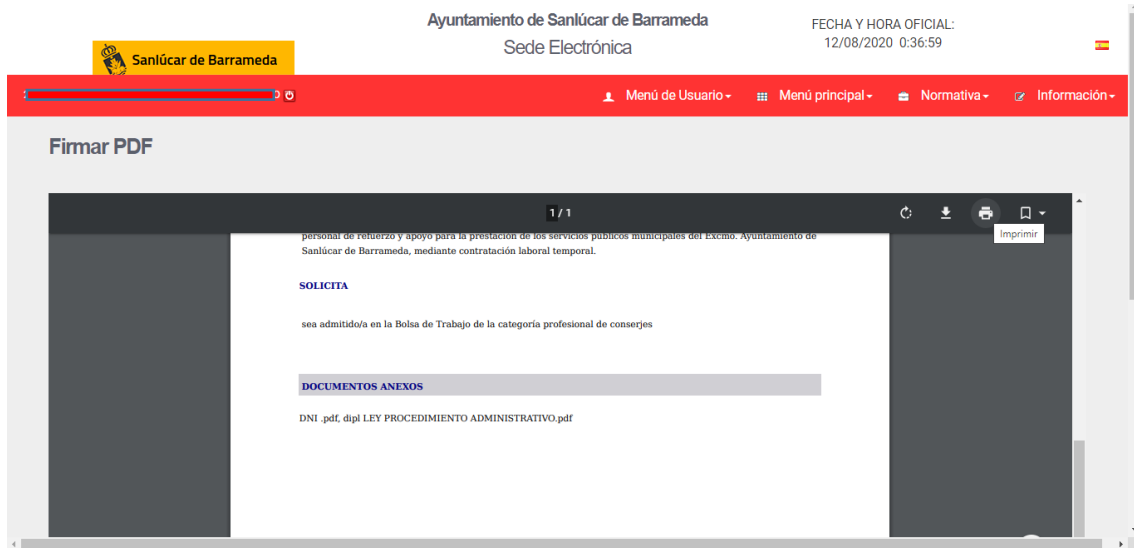 Ayuntamiento de Sanlúcar de Barrameda
Sede Electrónica
FECHA Y HORA OFICIAL:
12/08/2020 0:36:59
Sanlúcar de Barrameda
Menú de Usuario
Menú principal
Normativa
Información
Firmar PDF
1 / 1
Imprimir
personal de refuerzo y apoyo para la prestación de los servicios públicos municipales del Excmo. Ayuntamiento de
Sanlúcar de Barrameda, mediante contratación laboral temporal.
SOLICITA
sea admitido/a en la Bolsa de Trabajo de la categoría profesional de conserjes
DOCUMENTOS ANEXOS
DNI .pdf, dipl LEY PROCEDIMIENTO ADMINISTRATIVO.pdf